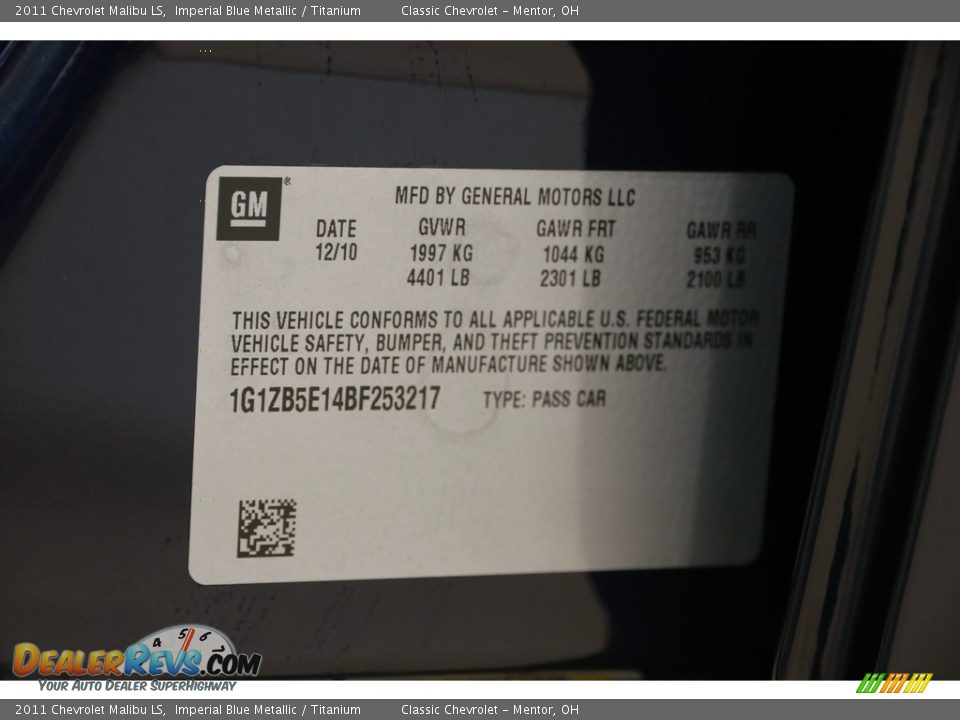 2011 Chevrolet Malibu LS, Imperial Blue Metallic / Titanium Classic Chevrolet - Mentor, OH
GM®
MFD BY GENERAL MOTORS LLC
DATE GVWR GAWR FRT GAWR RR
12/10 1997 KG 1044 KG 953 KG
4401 LB 2301 LB 2100 LB
THIS VEHICLE CONFORMS TO ALL APPLICABLE U.S. FEDERAL MOTOR
VEHICLE SAFETY, BUMPER, AND THEFT PREVENTION STANDARDS IN
EFFECT ON THE DATE OF MANUFACTURE SHOWN ABOVE.
1G1ZB5E14BF253217 TYPE: PASS CAR
4 5 6
DEALERREVS.COM
YOUR AUTO DEALER SUPERHIGHWAY
2011 Chevrolet Malibu LS, Imperial Blue Metallic / Titanium Classic Chevrolet - Mentor, OH